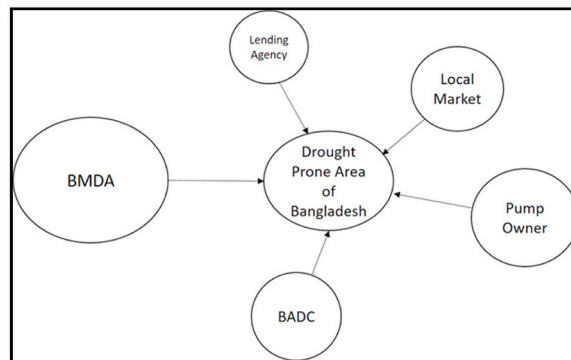 Lending
Agency
Local
Market
BMDA
Drought
Prone Area
of
Bangladesh
Pump
Owner
BADC